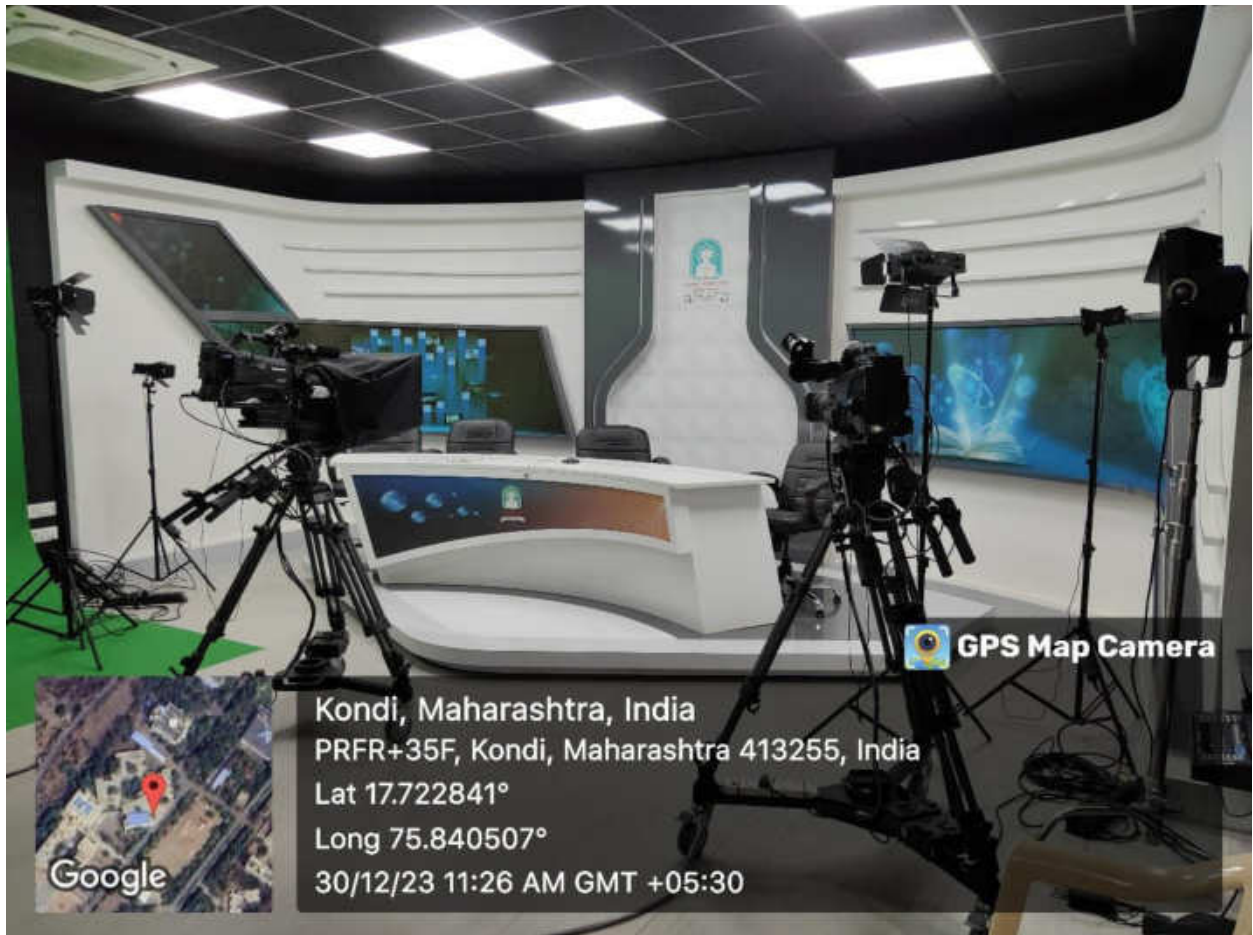 GPS Map Camera
Kondi, Maharashtra, India
PRFR+35F, Kondi, Maharashtra 413255, India
Lat 17.722841°
Long 75.840507°
30/12/23 11:26 AM GMT +05:30
Google